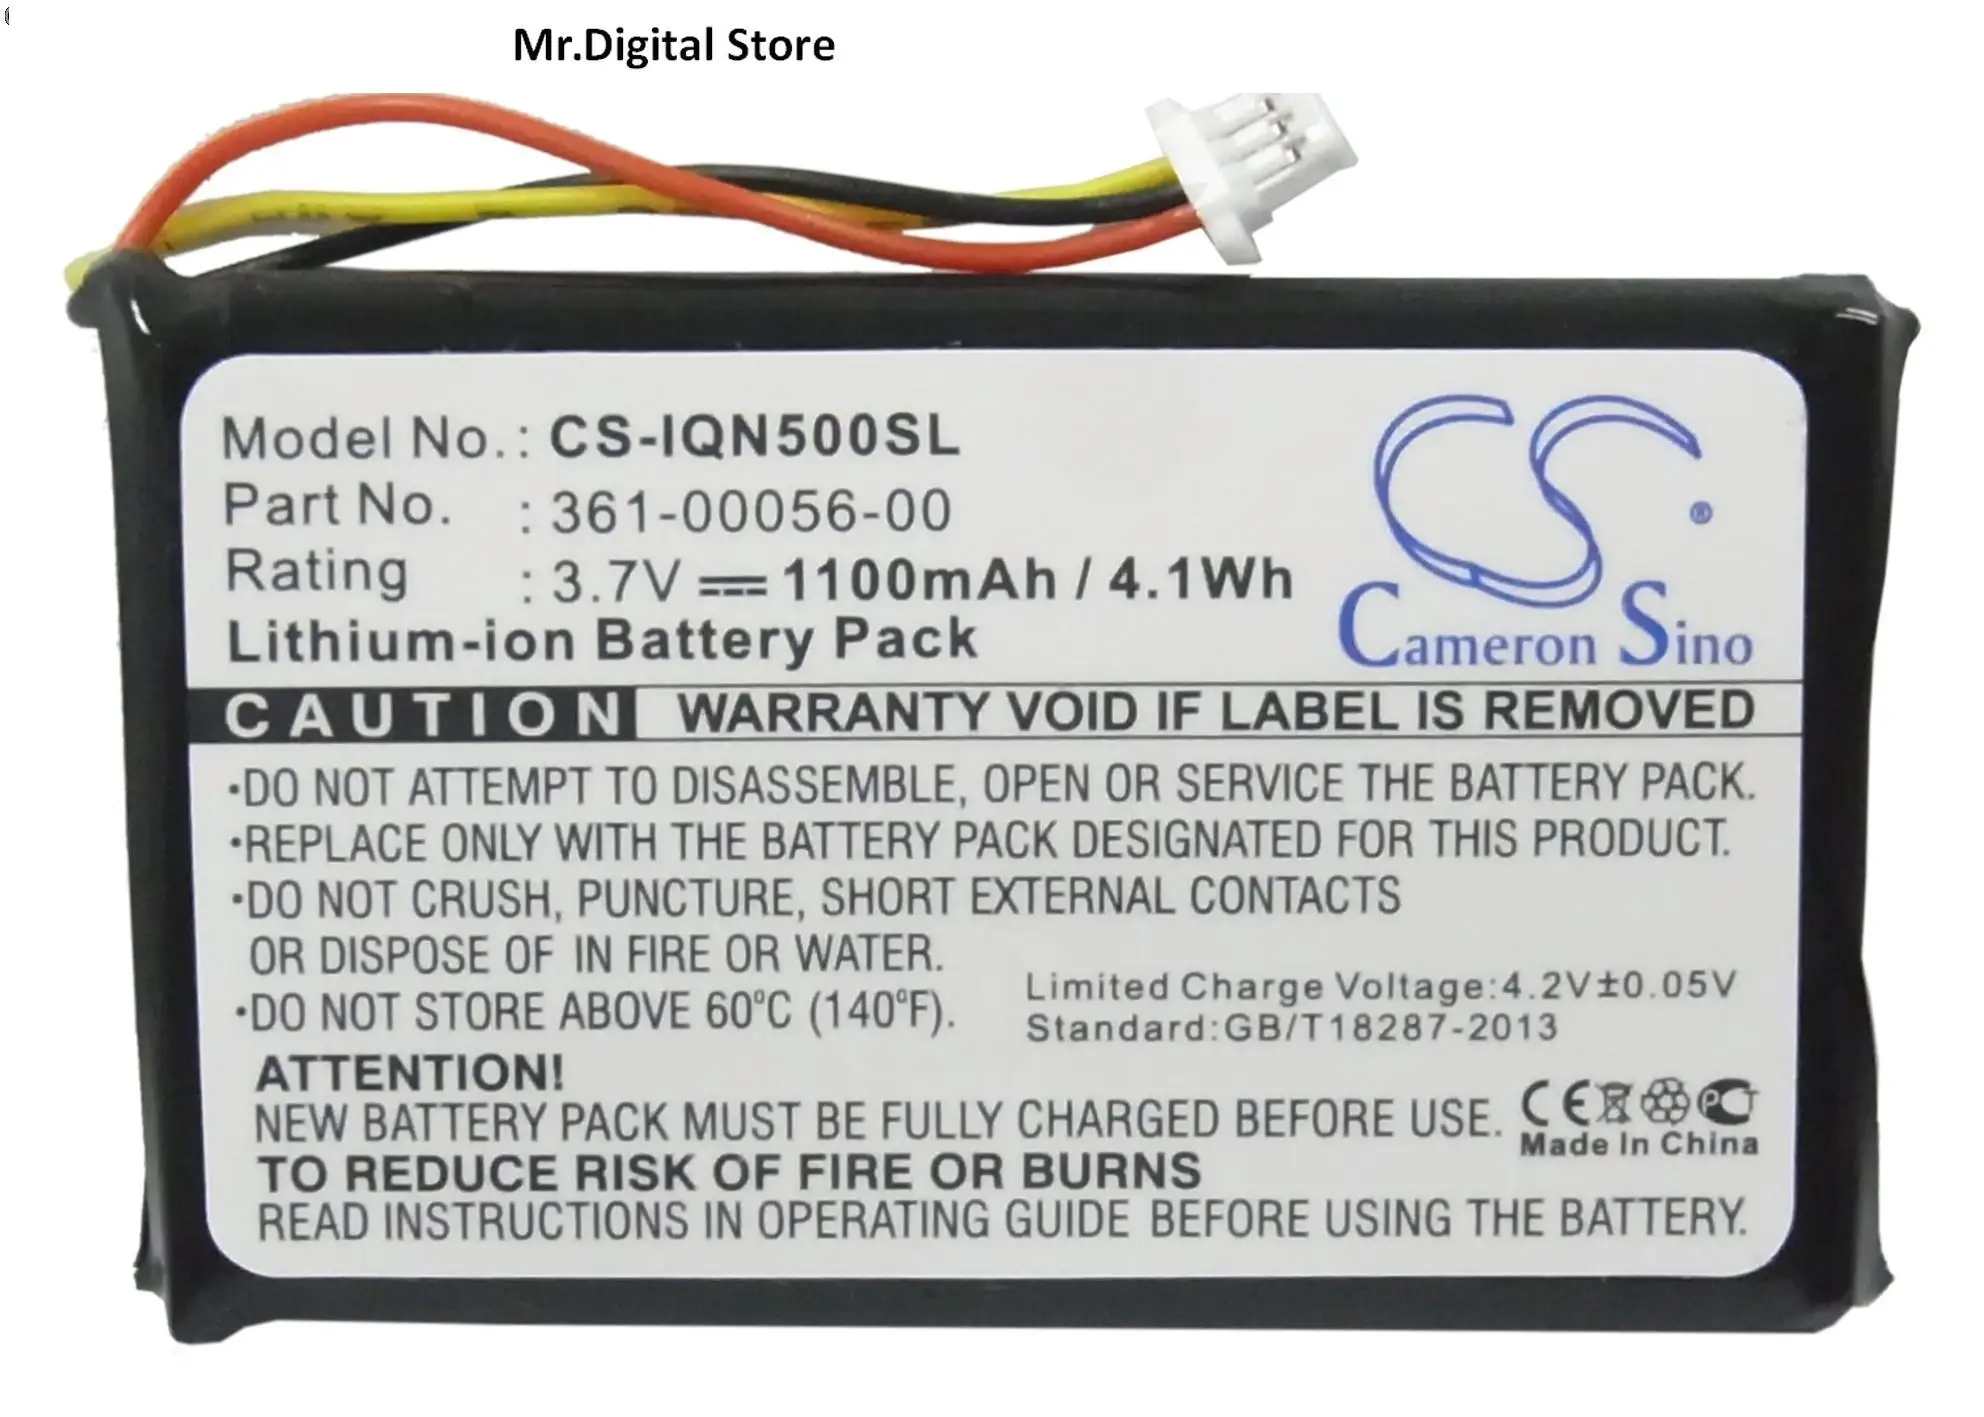 Mr.Digital Store
Model No.: CS-IQN500SL
Part No. : 361-00056-00
Rating : 3.7V 1100mAh / 4.1Wh
Lithium-ion Battery Pack
CS ®
Cameron Sino
CAUTION WARRANTY VOID IF LABEL IS REMOVED
·DO NOT ATTEMPT TO DISASSEMBLE, OPEN OR SERVICE THE BATTERY PACK.
·REPLACE ONLY WITH THE BATTERY PACK DESIGNATED FOR THIS PRODUCT.
·DO NOT CRUSH, PUNCTURE, SHORT EXTERNAL CONTACTS
OR DISPOSE OF IN FIRE OR WATER.
·DO NOT STORE ABOVE 60°C (140°F).
Limited Charge Voltage:4.2V±0.05V
Standard:GB/T18287-2013
ATTENTION!
NEW BATTERY PACK MUST BE FULLY CHARGED BEFORE USE.
CE PCT
Made In China
TO REDUCE RISK OF FIRE OR BURNS
READ INSTRUCTIONS IN OPERATING GUIDE BEFORE USING THE BATTERY.